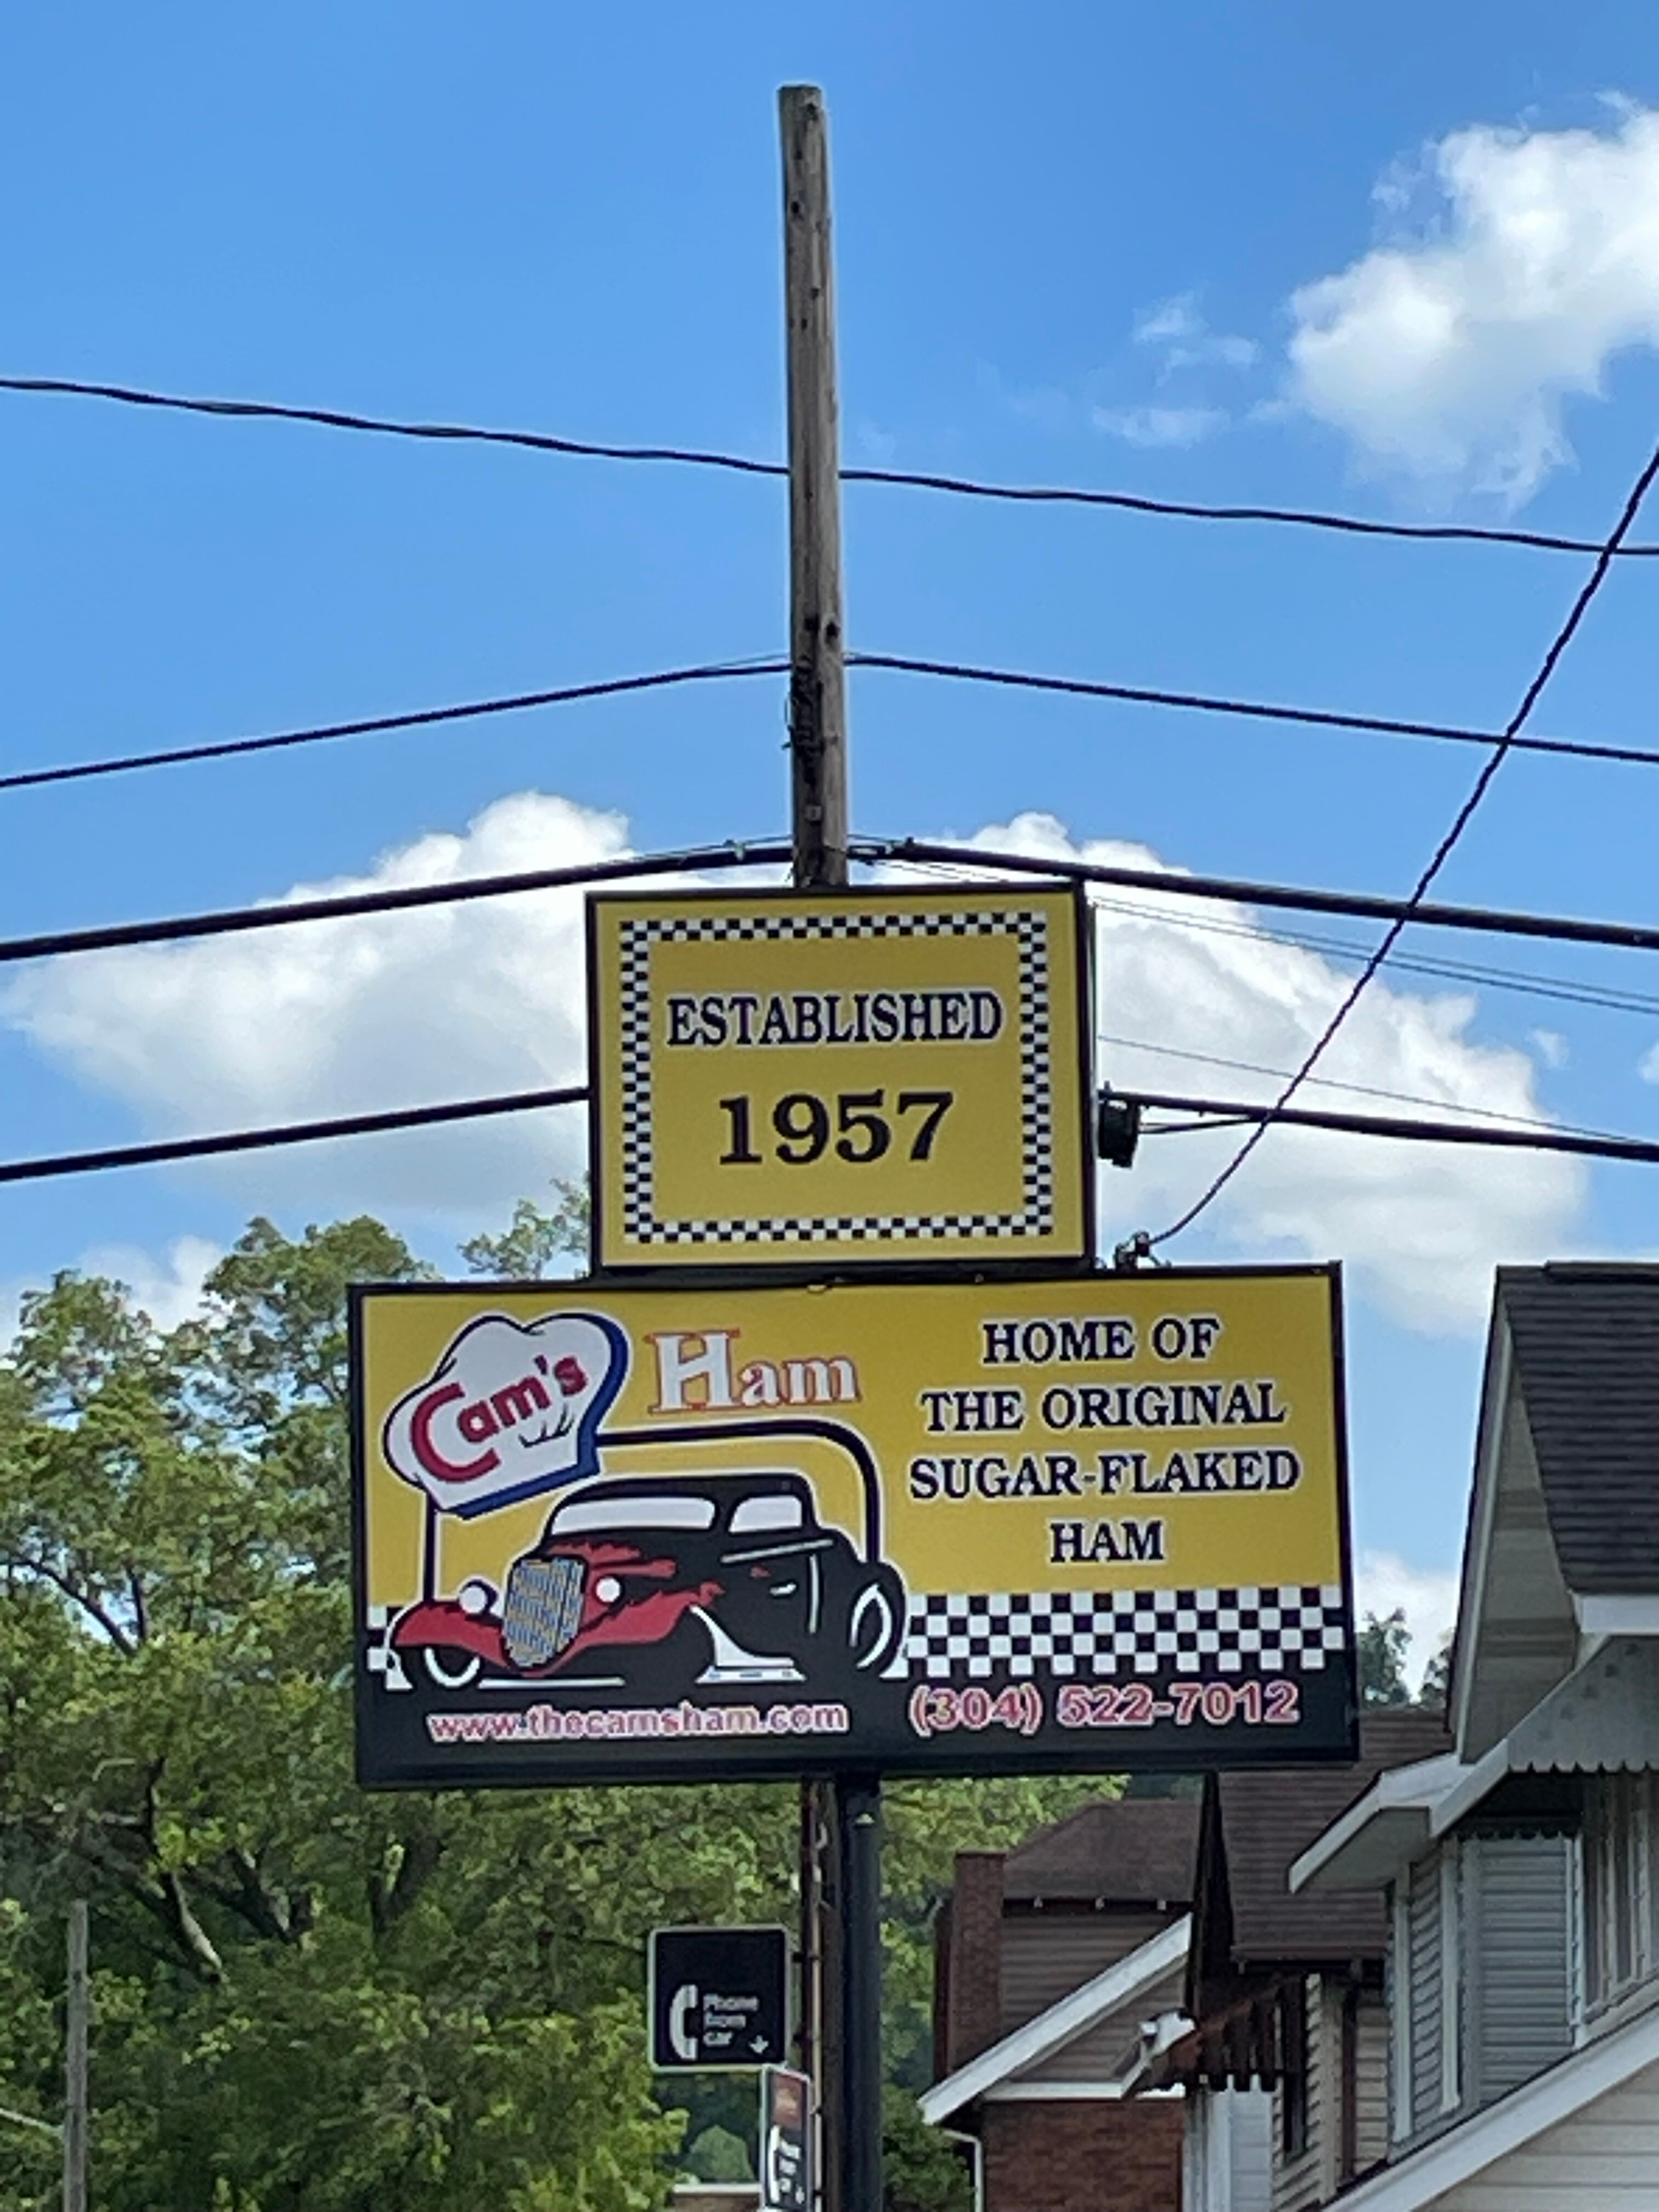 ESTABLISHED
1957
Cam's Ham
HOME OF
THE ORIGINAL
SUGAR-FLAKED
HAM
www.thecamsham.com
(304) 522-7012
Phone
from
car